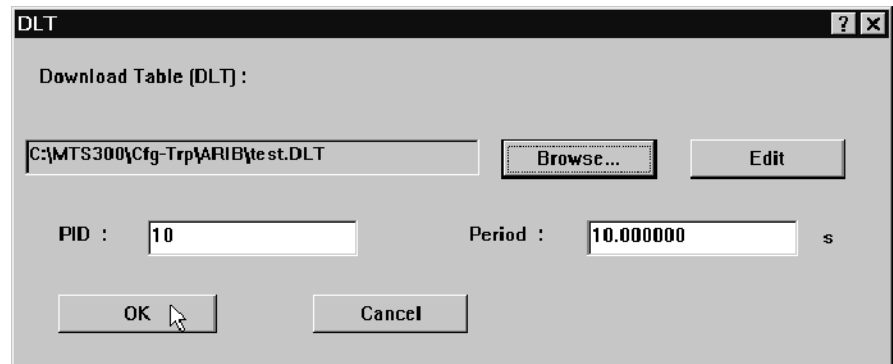 DLT
Download Table (DLT) :
C:\MTS300\Cfg-Trp\ARIB\test.DLT Browse... Edit
PID : 10 Period : 10.000000 s
OK Cancel